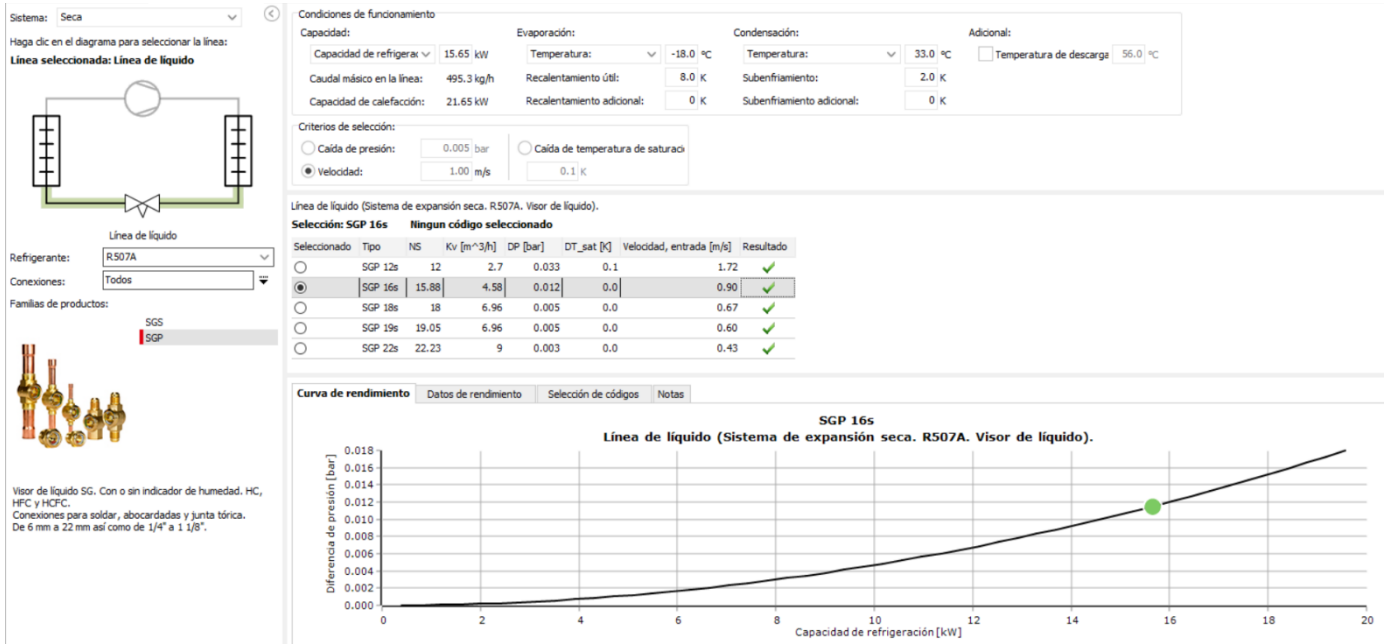 Sistema: Seca
Haga clic en el diagrama para seleccionar la línea:
Línea seleccionada: Línea de líquido
Línea de líquido
Refrigerante: R507A
Conexiones: Todos
Familias de productos:
SGS
SGP
Visor de líquido SG. Con o sin indicador de humedad. HC,
HFC y HCFC.
Conexiones para soldar, abocardadas y junta tórica.
De 6 mm a 22 mm así como de 1/4" a 1 1/8".
Condiciones de funcionamiento
Capacidad: Evaporación: Condensación: Adicional:
Capacidad de refrigerac 15.65 kW Temperatura: -18.0 °C Temperatura: 33.0 °C Temperatura de descarga 56.0 °C
Caudal másico en la línea: 495.3 kg/h Recalentamiento útil: 8.0 K Subenfriamiento: 2.0 K
Capacidad de calefacción: 21.65 kW Recalentamiento adicional: 0 K Subenfriamiento adicional: 0 K
Criterios de selección:
Caída de presión: 0.005 bar Caída de temperatura de saturaci
Velocidad: 1.00 m/s 0.1 K
Línea de líquido (Sistema de expansión seca. R507A. Visor de líquido).
Selección: SGP 16s Ningun código seleccionado
Seleccionado Tipo NS Kv [m^3/h] DP [bar] DT_sat [K] Velocidad, entrada [m/s] Resultado
SGP 12s 12 2.7 0.033 0.1 1.72
SGP 16s 15.88 4.58 0.012 0.0 0.90
SGP 18s 18 6.96 0.005 0.0 0.67
SGP 19s 19.05 6.96 0.005 0.0 0.60
SGP 22s 22.23 9 0.003 0.0 0.43
Curva de rendimiento Datos de rendimiento Selección de códigos Notas
SGP 16s
Línea de líquido (Sistema de expansión seca. R507A. Visor de líquido).
Diferencia de presión [bar]
0.018
0.016
0.014
0.012
0.010
0.008
0.006
0.004
0.002
0.000
0 2 4 6 8 10 12 14 16 18 20
Capacidad de refrigeración [kW]